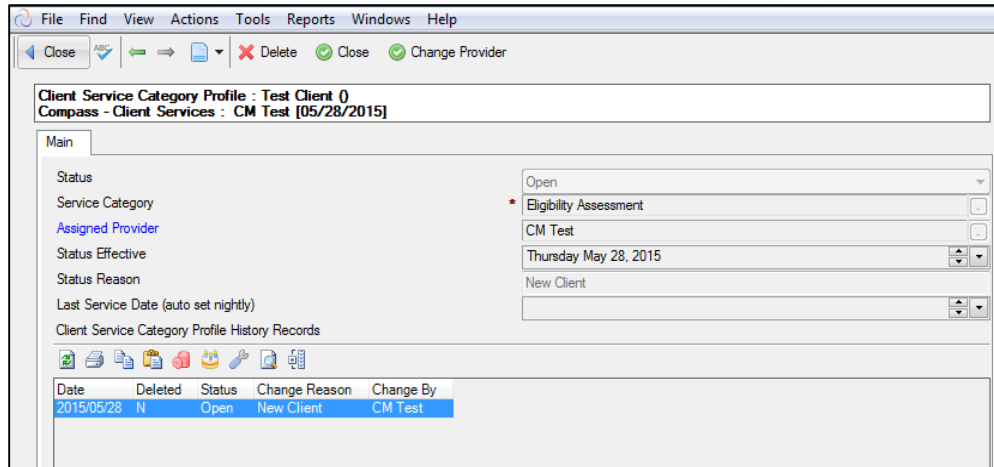 File Find View Actions Tools Reports Windows Help
Close ABC Delete Close Change Provider
Client Service Category Profile : Test Client ()
Compass - Client Services : CM Test [05/28/2015]
Main
Status Open
Service Category * Eligibility Assessment
Assigned Provider CM Test
Status Effective Thursday May 28, 2015
Status Reason New Client
Last Service Date (auto set nightly)
Client Service Category Profile History Records
Date Deleted Status Change Reason Change By
2015/05/28 N Open New Client CM Test